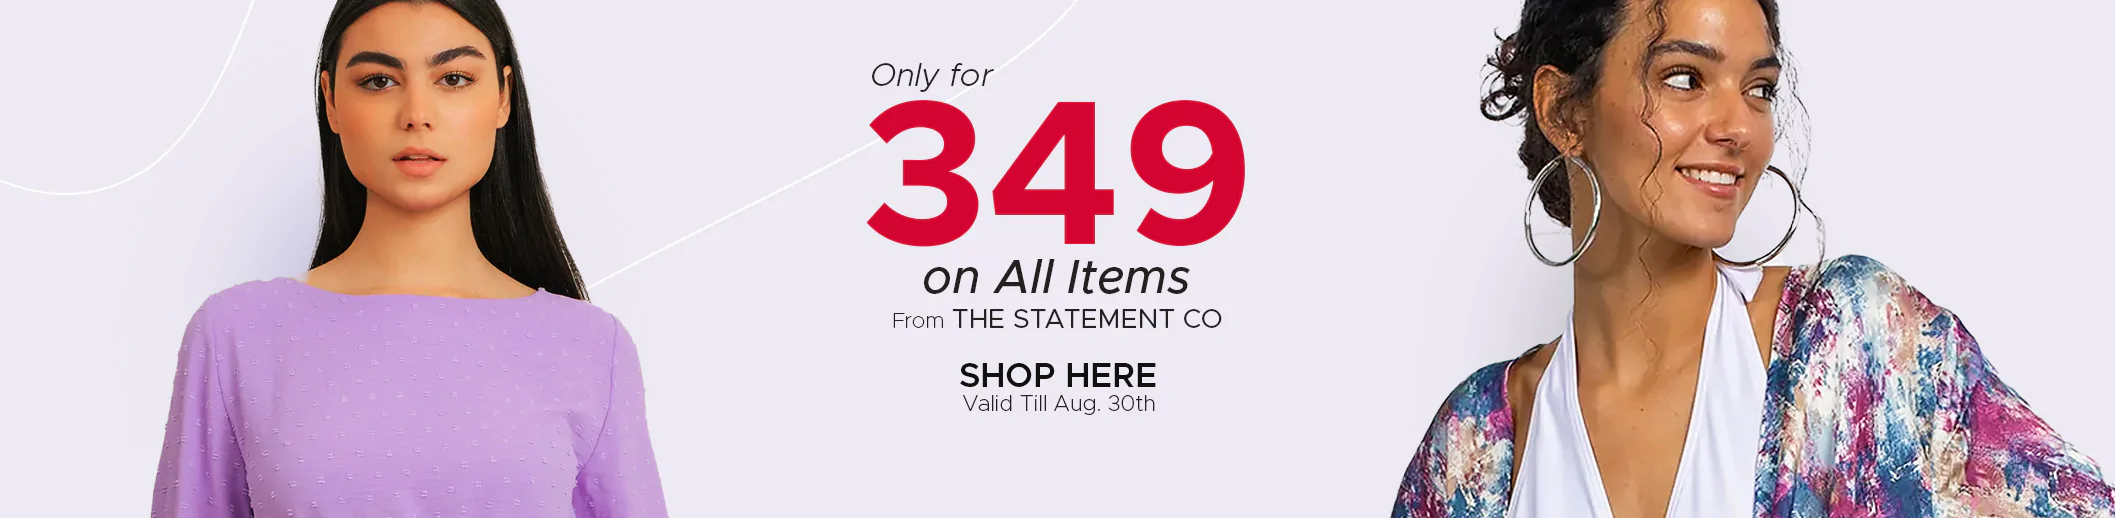 Only for
349
on All Items
From THE STATEMENT CO
SHOP HERE
Valid Till Aug. 30th